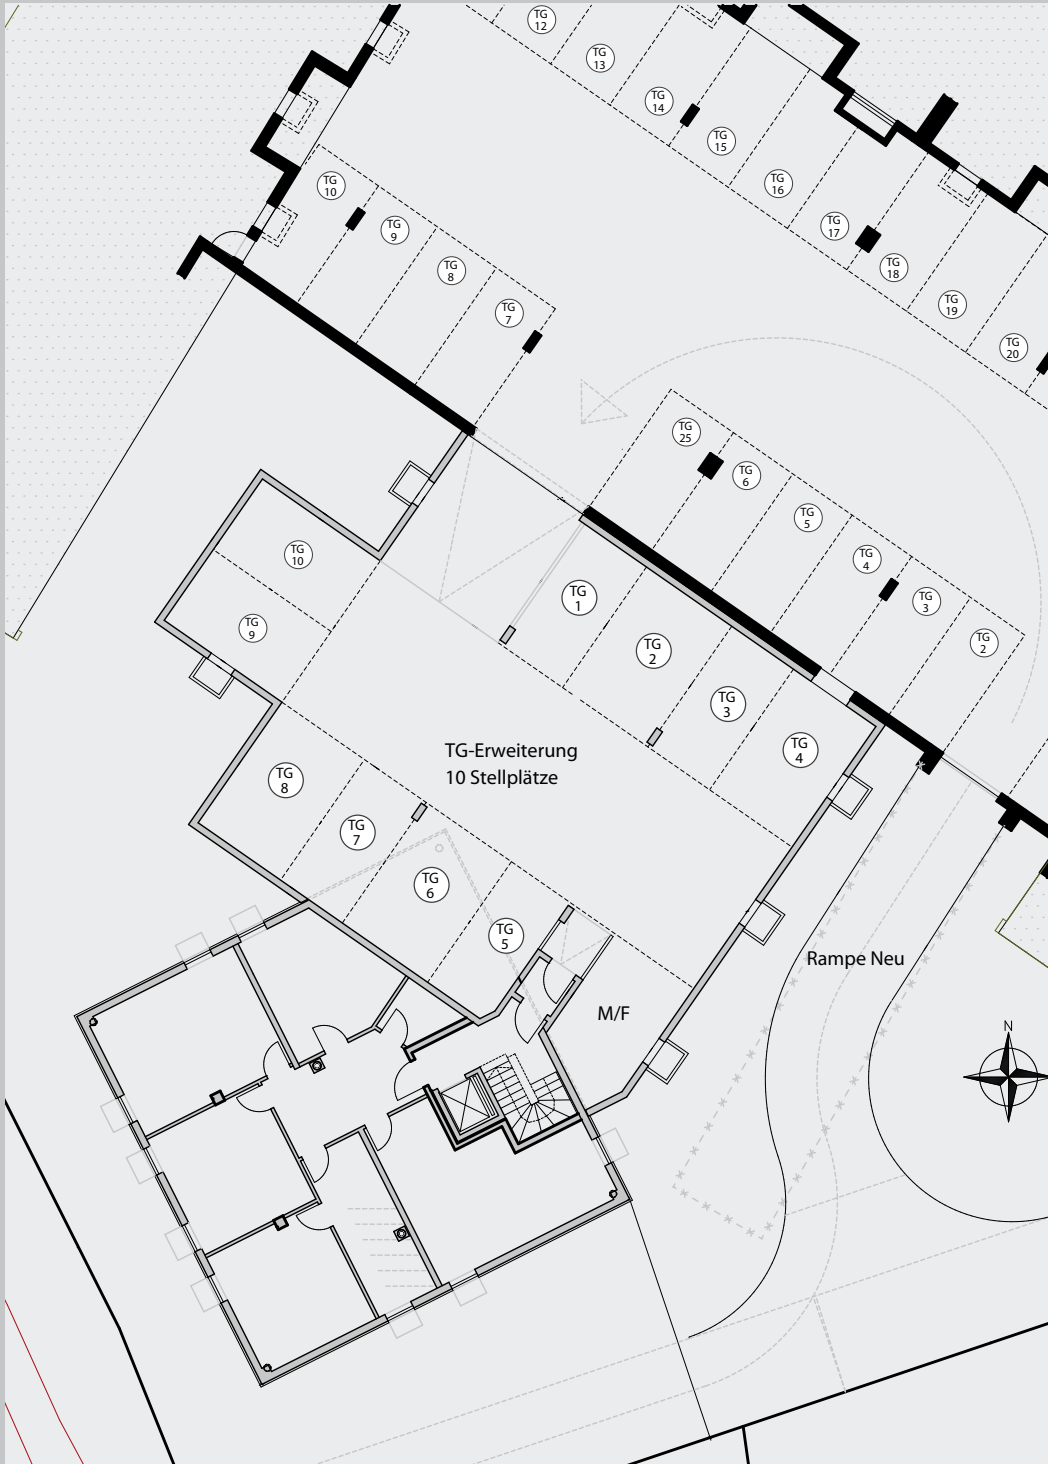 TG
12
TG
13
TG
14
TG
15
TG
16
TG
17
TG
18
TG
19
TG
20
TG
10
TG
9
TG
8
TG
7
TG
25
TG
6
TG
5
TG
4
TG
3
TG
2
TG
10
TG
9
TG
1
TG
2
TG
3
TG
4
TG-Erweiterung
10 Stellplätze
TG
8
TG
7
TG
6
TG
5
M/F
Rampe Neu
N